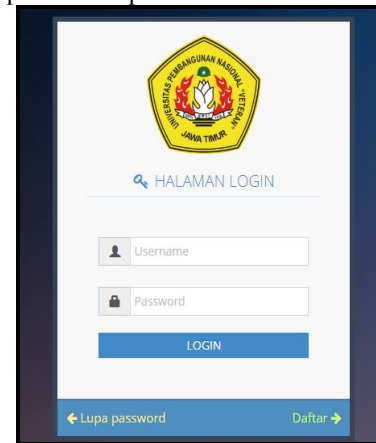 UNIVERSITAS PEMBANGUNAN NASIONAL "VETERAN"
JAWA TIMUR
HALAMAN LOGIN
Username
Password
LOGIN
Lupa password
Daftar